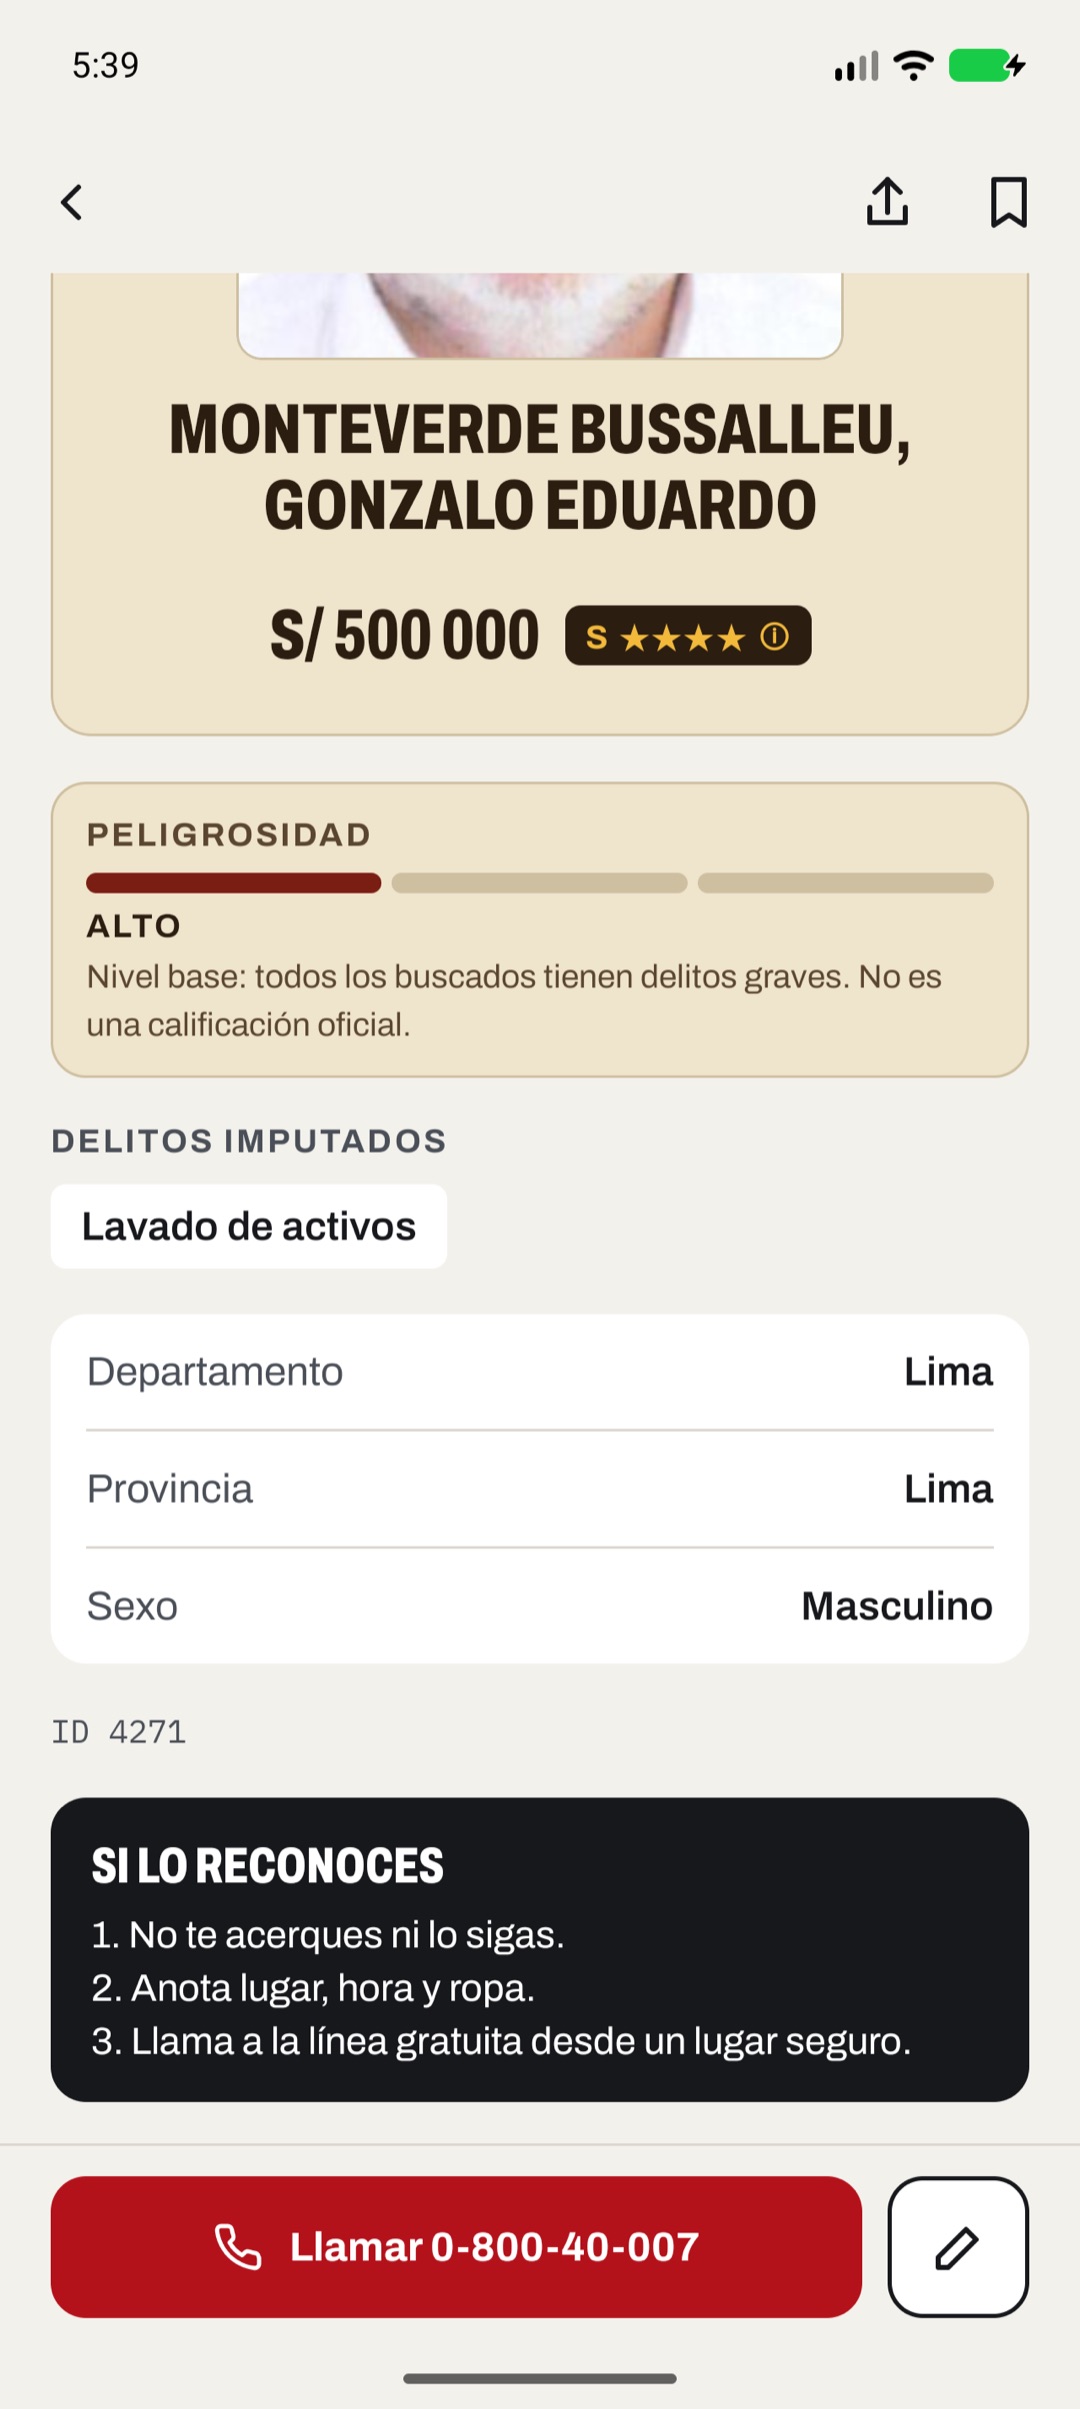 5:39
MONTEVERDE BUSSALLEU,
GONZALO EDUARDO
S/ 500 000 S ★★★★
PELIGROSIDAD
ALTO
Nivel base: todos los buscados tienen delitos graves. No es
una calificación oficial.
DELITOS IMPUTADOS
Lavado de activos
Departamento Lima
Provincia Lima
Sexo Masculino
ID 4271
SI LO RECONOCES
1. No te acerques ni lo sigas.
2. Anota lugar, hora y ropa.
3. Llama a la línea gratuita desde un lugar seguro.
Llamar 0-800-40-007